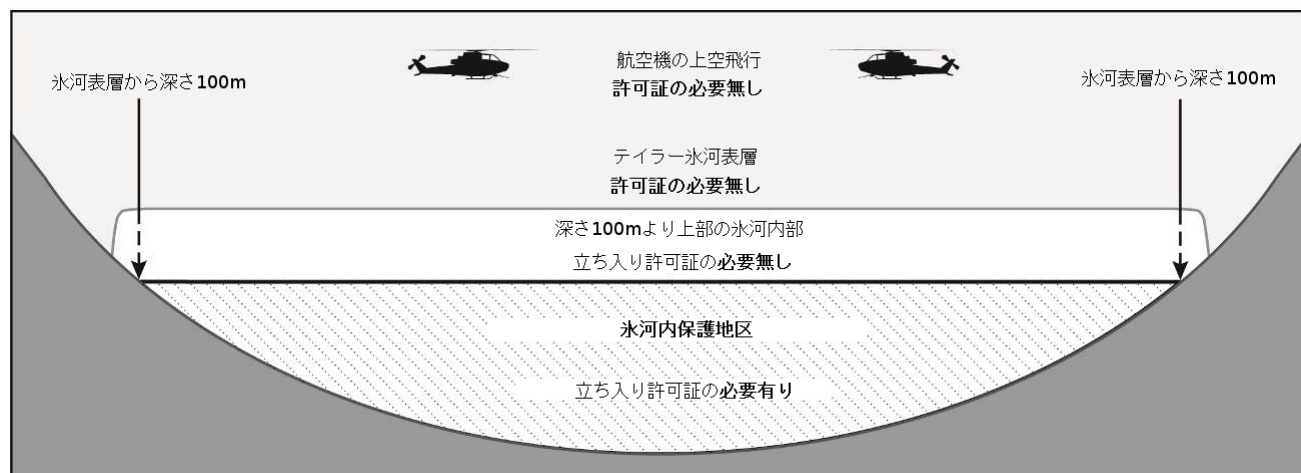 航空機の上空飛行
許可証の必要無し
氷河表層から深さ100m
氷河表層から深さ100m
テイラー氷河表層
許可証の必要無し
深さ100mより上部の氷河内部
立ち入り許可証の必要無し
氷河内保護地区
立ち入り許可証の必要有り